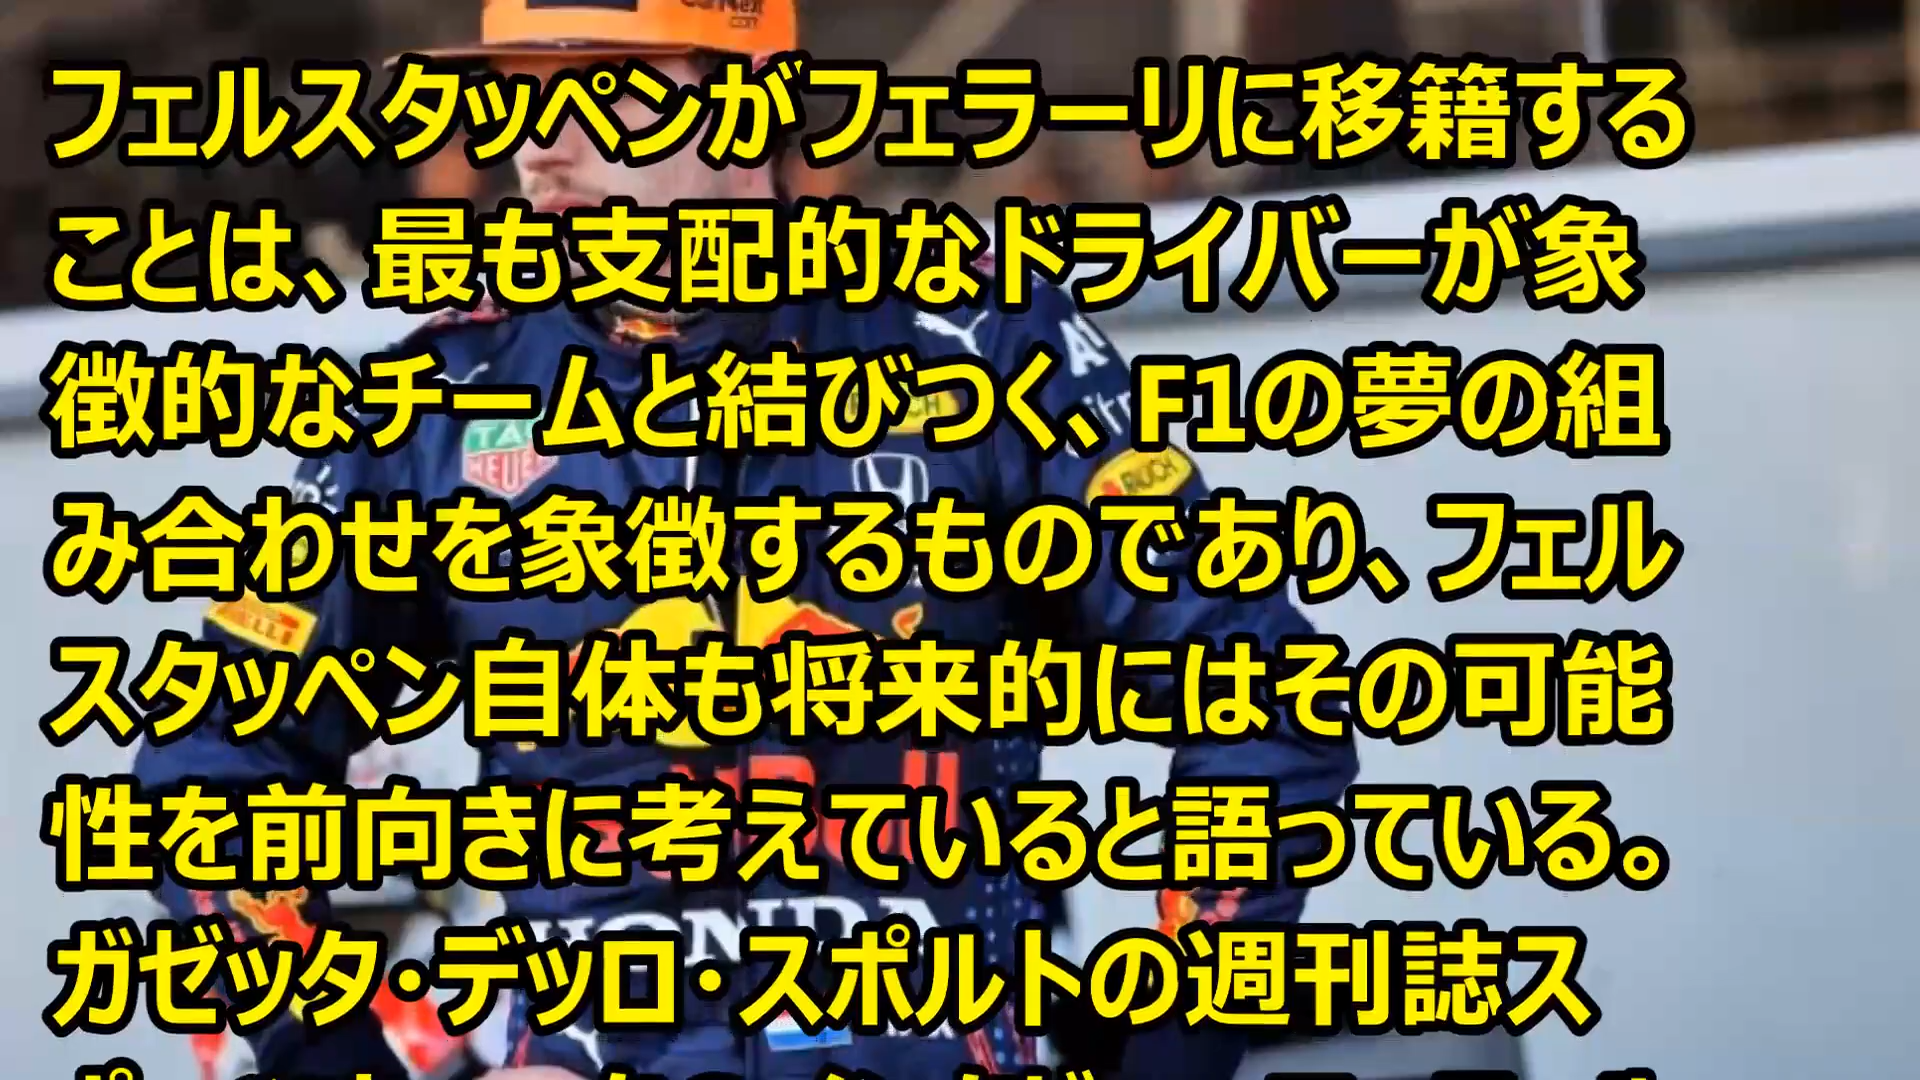 フェルスタッペンがフェラーリに移籍する
ことは、最も支配的なドライバーが象
徴的なチームと結びつく、F1の夢の組
み合わせを象徴するものであり、フェル
スタッペン自体も将来的にはその可能
性を前向きに考えていると語っている。
ガゼッタ・デッロ・スポルトの週刊誌ス
CarNext
.com
TAG
HEUER
RELLI
HONDA